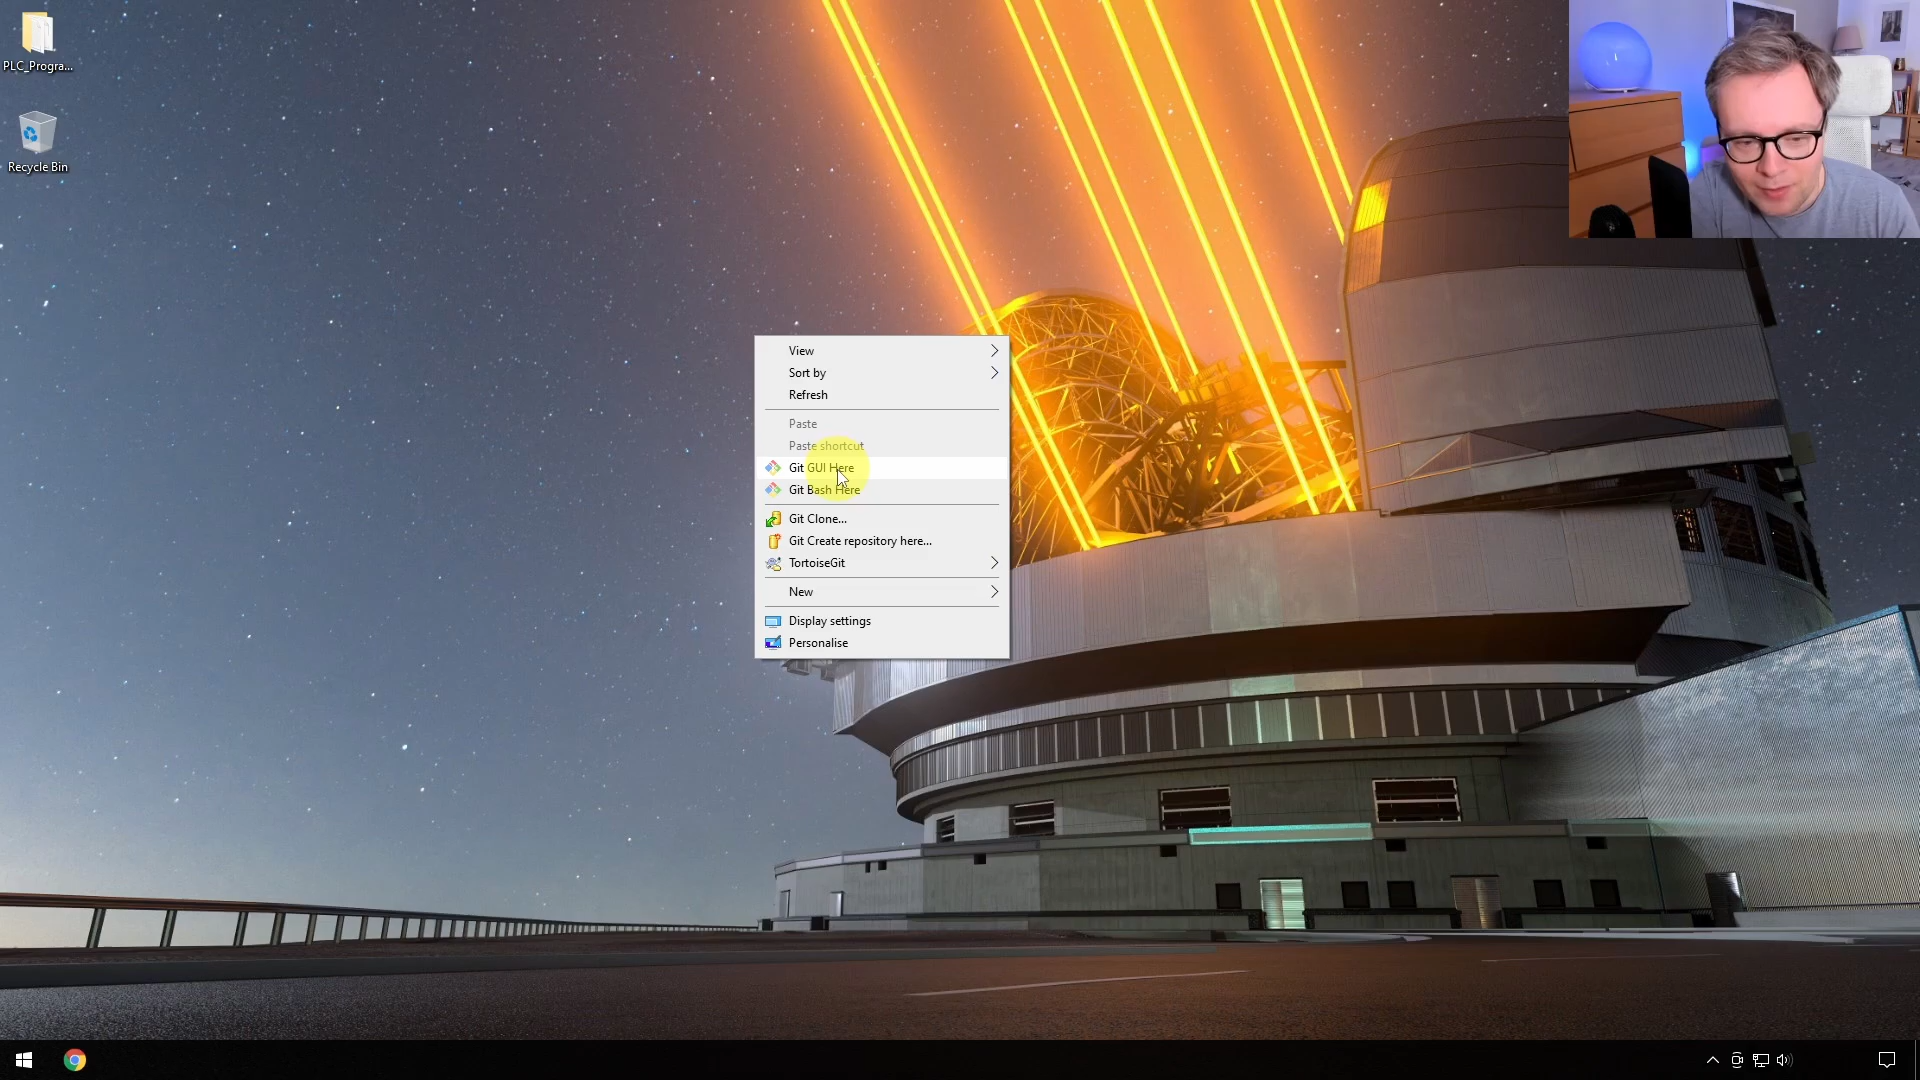 PLC_Progra...
Recycle Bin
View
Sort by
Refresh
Paste
Paste shortcut
Git GUI Here
Git Bash Here
Git Clone...
Git Create repository here...
TortoiseGit
New
Display settings
Personalise